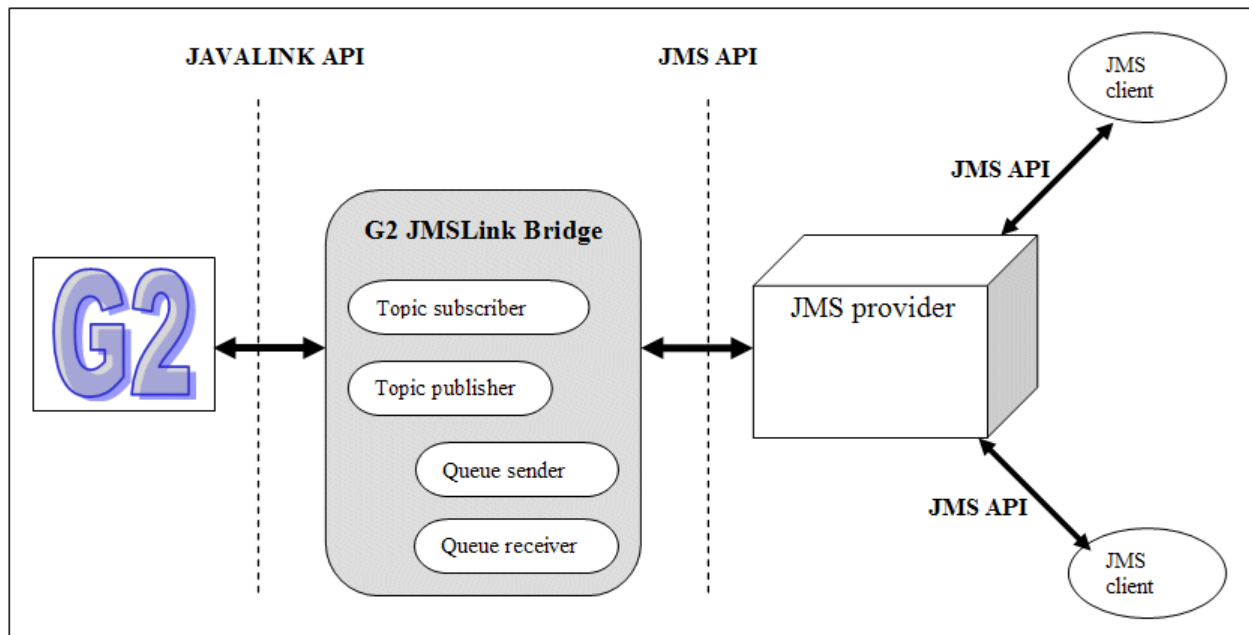 JAVALINK API
JMS API
JMS
client
JMS API
G2 JMSLink Bridge
G2
Topic subscriber
JMS provider
Topic publisher
Queue sender
JMS API
Queue receiver
JMS
client